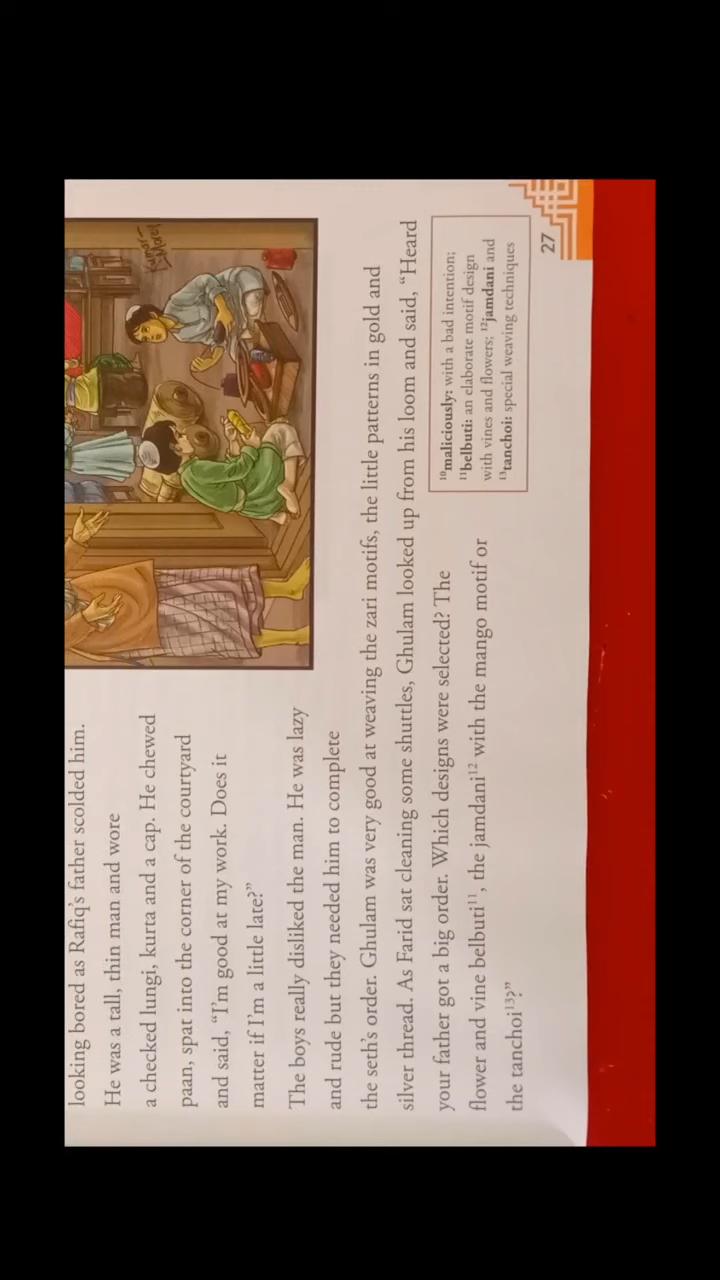 looking bored as Rafiq's father scolded him.
He was a tall, thin man and wore
a checked lungi, kurta and a cap. He chewed
paan, spat into the corner of the courtyard
and said, “I'm good at my work. Does it
matter if I'm a little late?”
The boys really disliked the man. He was lazy
and rude but they needed him to complete
the seth's order. Ghulam was very good at weaving the zari motifs, the little patterns in gold and
silver thread. As Farid sat cleaning some shuttles, Ghulam looked up from his loom and said, “Heard
your father got a big order. Which designs were selected? The
flower and vine belbuti¹¹, the jamdani¹² with the mango motif or
the tanchoi¹³?”
¹⁰maliciously: with a bad intention;
¹¹belbuti: an elaborate motif design
with vines and flowers; ¹²jamdani and
¹³tanchoi: special weaving techniques
27